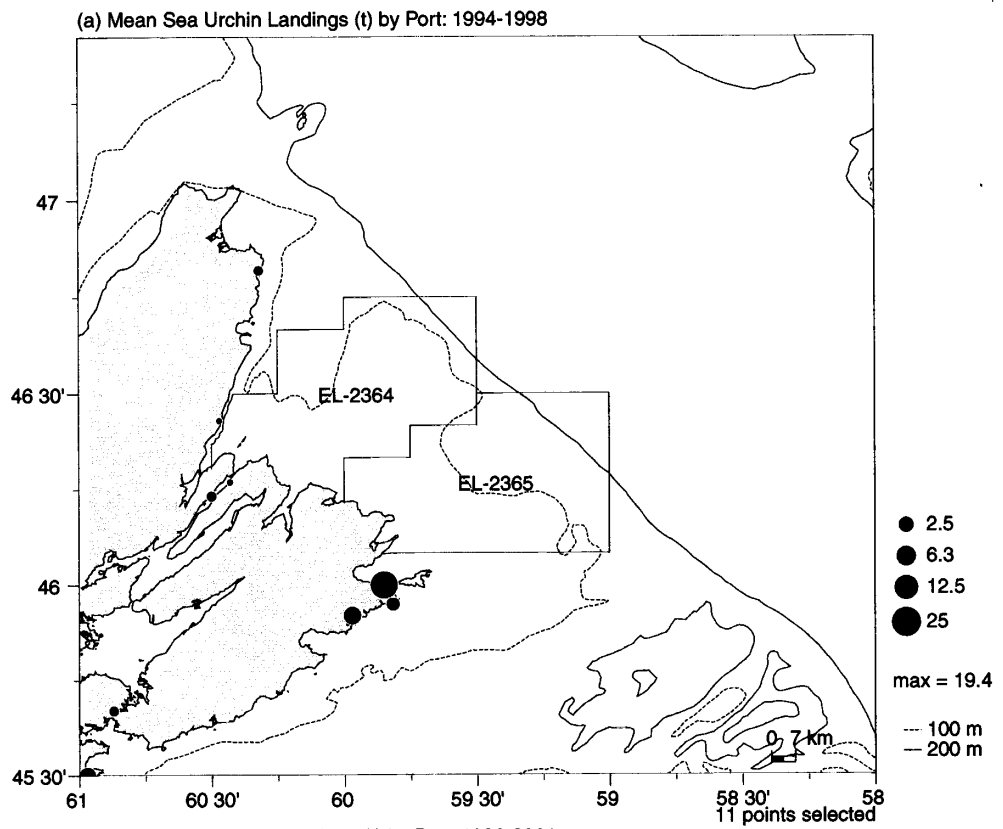 (a) Mean Sea Urchin Landings (t) by Port: 1994-1998
47
46 30'
46
45 30'
EL-2364
EL-2365
2.5
6.3
12.5
25
max = 19.4
100 m
200 m
0 7 km
61
60 30'
60
59 30'
59
58 30'
58
11 points selected